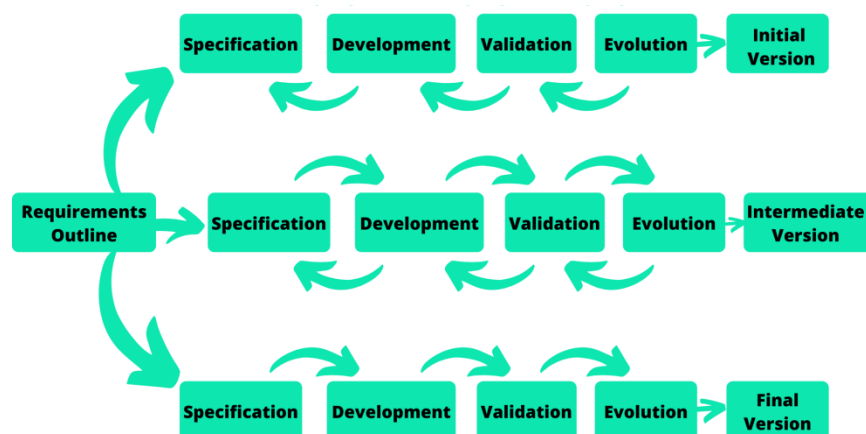 Specification
Development
Validation
Evolution
Initial
Version
Requirements
Outline
Specification
Development
Validation
Evolution
Intermediate
Version
Specification
Development
Validation
Evolution
Final
Version